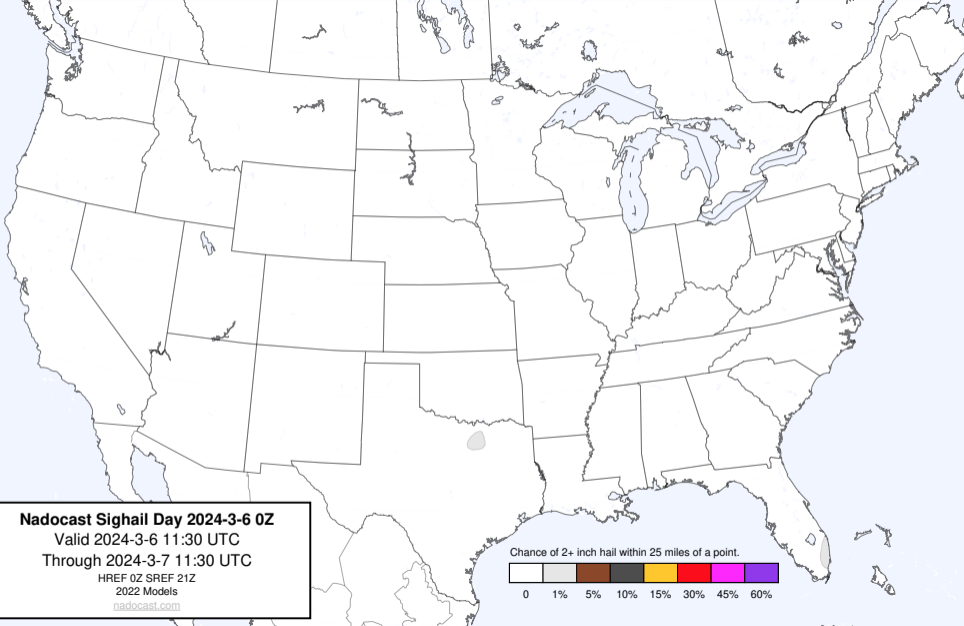 Nadocast Sighail Day 2024-3-6 0Z
Valid 2024-3-6 11:30 UTC
Through 2024-3-7 11:30 UTC
HREF 0Z SREF 21Z
2022 Models
nadocast.com
Chance of 2+ inch hail within 25 miles of a point.
0 1% 5% 10% 15% 30% 45% 60%